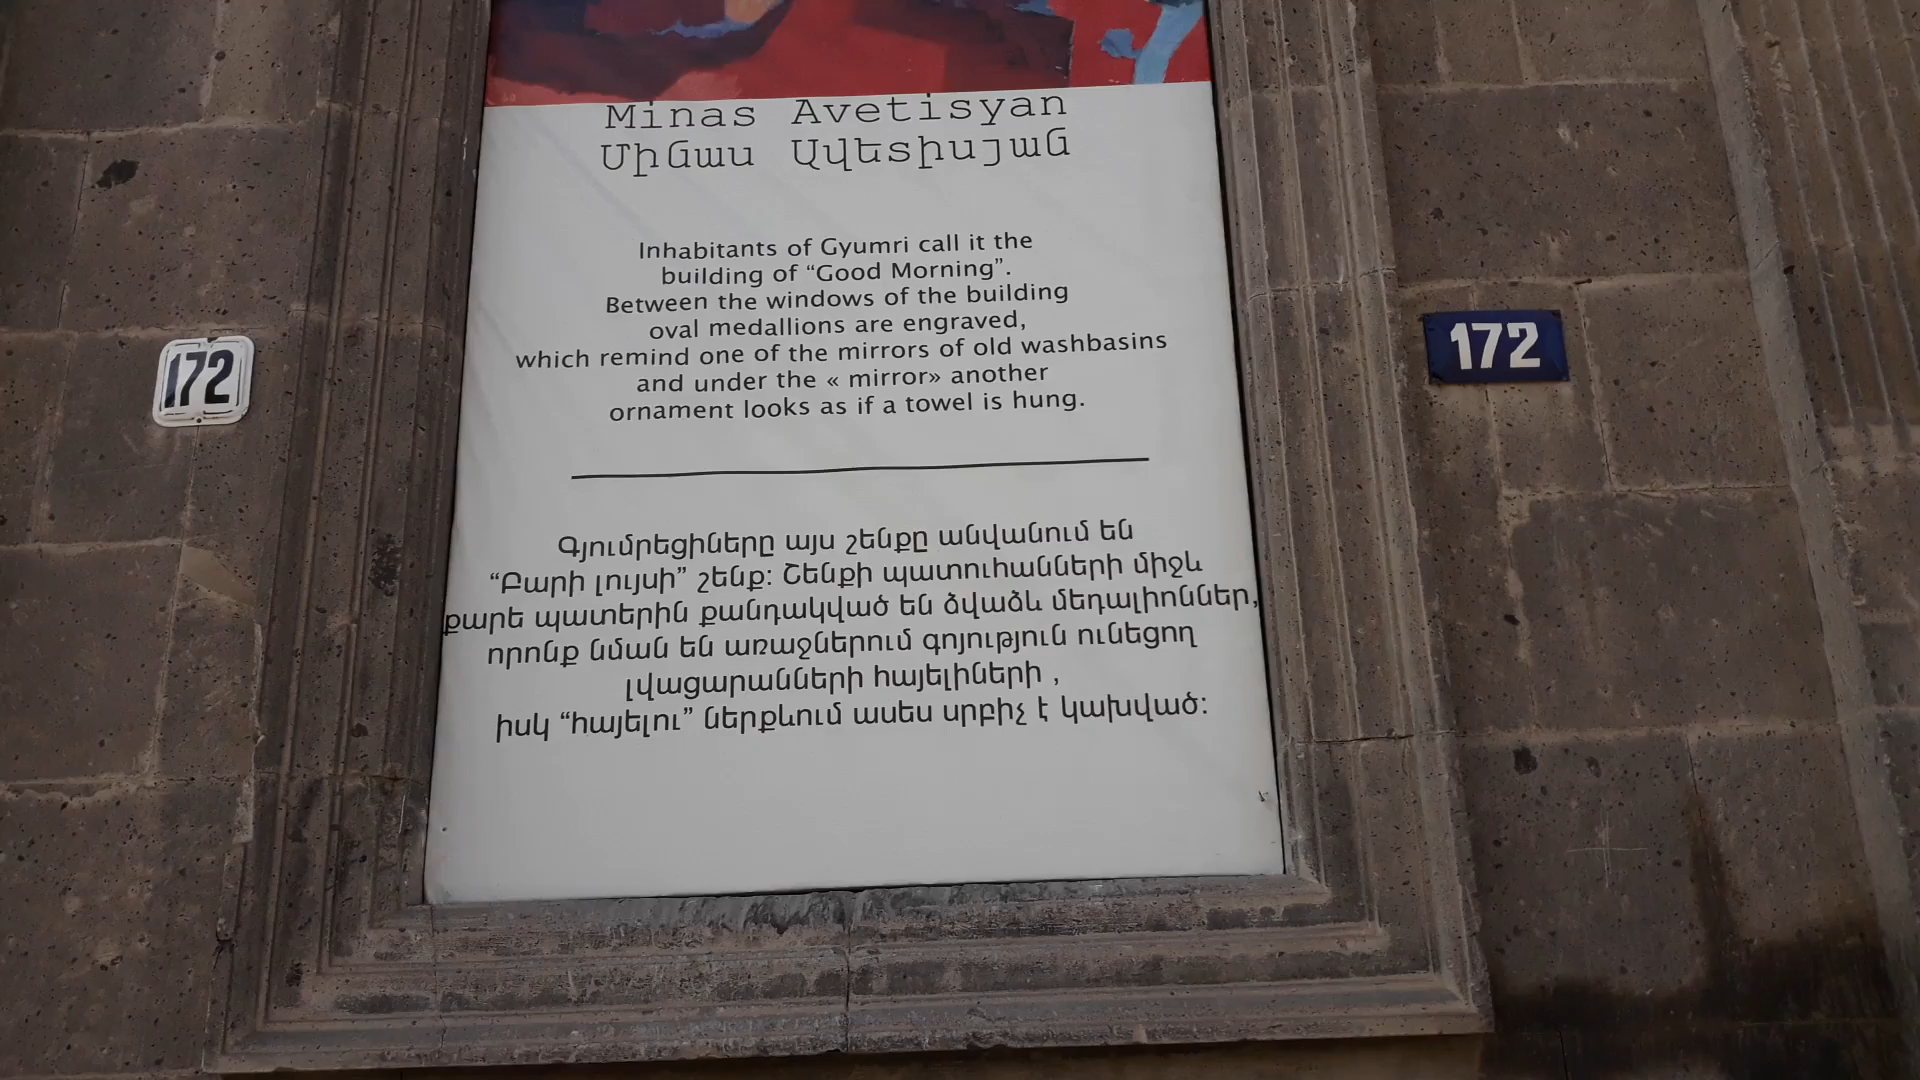 Minas Avetisyan
Մինաս Ավետիսյան
Inhabitants of Gyumri call it the
building of “Good Morning”.
Between the windows of the building
oval medallions are engraved,
which remind one of the mirrors of old washbasins
and under the « mirror» another
ornament looks as if a towel is hung.
Գյումրեցիները այս շենքը անվանում են
“Բարի լույսի” շենք: Շենքի պատուհանների միջև
քարե պատերին քանդակված են ձվաձև մեդալիոններ,
որոնք նման են առաջներում գոյություն ունեցող
լվացարանների հայելիների ,
իսկ “հայելու” ներքևում ասես սրբիչ է կախված:
172
172